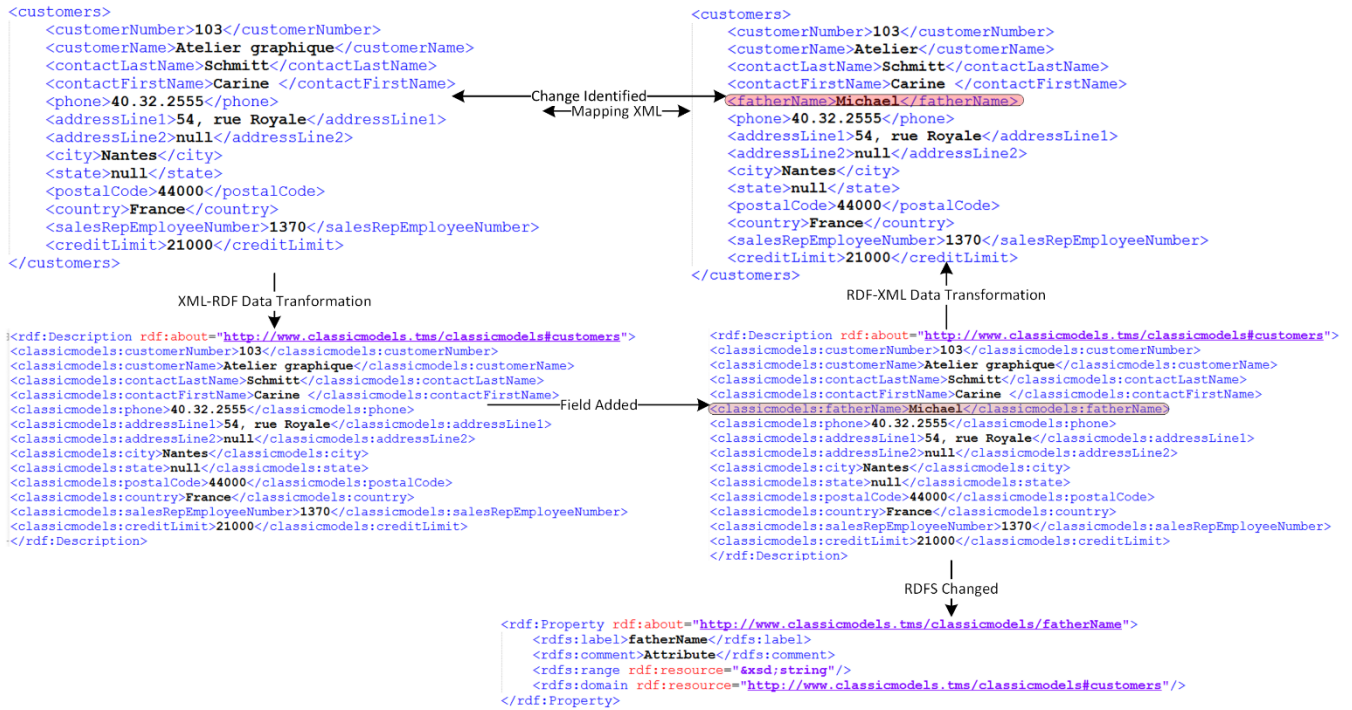 <customers>
<customerNumber>103</customerNumber>
<customerName>Atelier graphique</customerName>
<contactLastName>Schmitt</contactLastName>
<contactFirstName>Carine </contactFirstName>
<phone>40.32.2555</phone>
<addressLine1>54, rue Royale</addressLine1>
<addressLine2>null</addressLine2>
<city>Nantes</city>
<state>null</state>
<postalCode>44000</postalCode>
<country>France</country>
<salesRepEmployeeNumber>1370</salesRepEmployeeNumber>
<creditLimit>21000</creditLimit>
</customers>
Change Identified
Mapping XML
<customers>
<customerNumber>103</customerNumber>
<customerName>Atelier</customerName>
<contactLastName>Schmitt</contactLastName>
<contactFirstName>Carine </contactFirstName>
<fatherName>Michael</fatherName>
<phone>40.32.2555</phone>
<addressLine1>54, rue Royale</addressLine1>
<addressLine2>null</addressLine2>
<city>Nantes</city>
<state>null</state>
<postalCode>44000</postalCode>
<country>France</country>
<salesRepEmployeeNumber>1370</salesRepEmployeeNumber>
<creditLimit>21000</creditLimit>
</customers>
XML-RDF Data Tranformation
RDF-XML Data Transformation
<rdf:Description rdf:about="http://www.classicmodels.tms/classicmodels#customers">
<classicmodels:customerNumber>103</classicmodels:customerNumber>
<classicmodels:customerName>Atelier graphique</classicmodels:customerName>
<classicmodels:contactLastName>Schmitt</classicmodels:contactLastName>
<classicmodels:contactFirstName>Carine </classicmodels:contactFirstName>
<classicmodels:phone>40.32.2555</classicmodels:phone>
<classicmodels:addressLine1>54, rue Royale</classicmodels:addressLine1>
<classicmodels:addressLine2>null</classicmodels:addressLine2>
<classicmodels:city>Nantes</classicmodels:city>
<classicmodels:state>null</classicmodels:state>
<classicmodels:postalCode>44000</classicmodels:postalCode>
<classicmodels:country>France</classicmodels:country>
<classicmodels:salesRepEmployeeNumber>1370</classicmodels:salesRepEmployeeNumber>
<classicmodels:creditLimit>21000</classicmodels:creditLimit>
</rdf:Description>
Field Added
<rdf:Description rdf:about="http://www.classicmodels.tms/classicmodels#customers">
<classicmodels:customerNumber>103</classicmodels:customerNumber>
<classicmodels:customerName>Atelier graphique</classicmodels:customerName>
<classicmodels:contactLastName>Schmitt</classicmodels:contactLastName>
<classicmodels:contactFirstName>Carine </classicmodels:contactFirstName>
<classicmodels:fatherName>Michael</classicmodels:fatherName>
<classicmodels:phone>40.32.2555</classicmodels:phone>
<classicmodels:addressLine1>54, rue Royale</classicmodels:addressLine1>
<classicmodels:addressLine2>null</classicmodels:addressLine2>
<classicmodels:city>Nantes</classicmodels:city>
<classicmodels:state>null</classicmodels:state>
<classicmodels:postalCode>44000</classicmodels:postalCode>
<classicmodels:country>France</classicmodels:country>
<classicmodels:salesRepEmployeeNumber>1370</classicmodels:salesRepEmployeeNumber>
<classicmodels:creditLimit>21000</classicmodels:creditLimit>
</rdf:Description>
RDFS Changed
<rdf:Property rdf:about="http://www.classicmodels.tms/classicmodels/fatherName">
<rdfs:label>fatherName</rdfs:label>
<rdfs:comment>Attribute</rdfs:comment>
<rdfs:range rdf:resource="&xsd;string"/>
<rdfs:domain rdf:resource="http://www.classicmodels.tms/classicmodels#customers"/>
</rdf:Property>